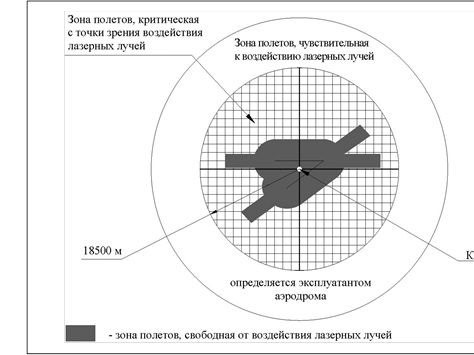 Зона полетов, критическая
с точки зрения воздействия
лазерных лучей
Зона полетов, чувствительная
к воздействию лазерных лучей
18500 м
К
определяется эксплуатантом
аэродрома
- зона полетов, свободная от воздействия лазерных лучей